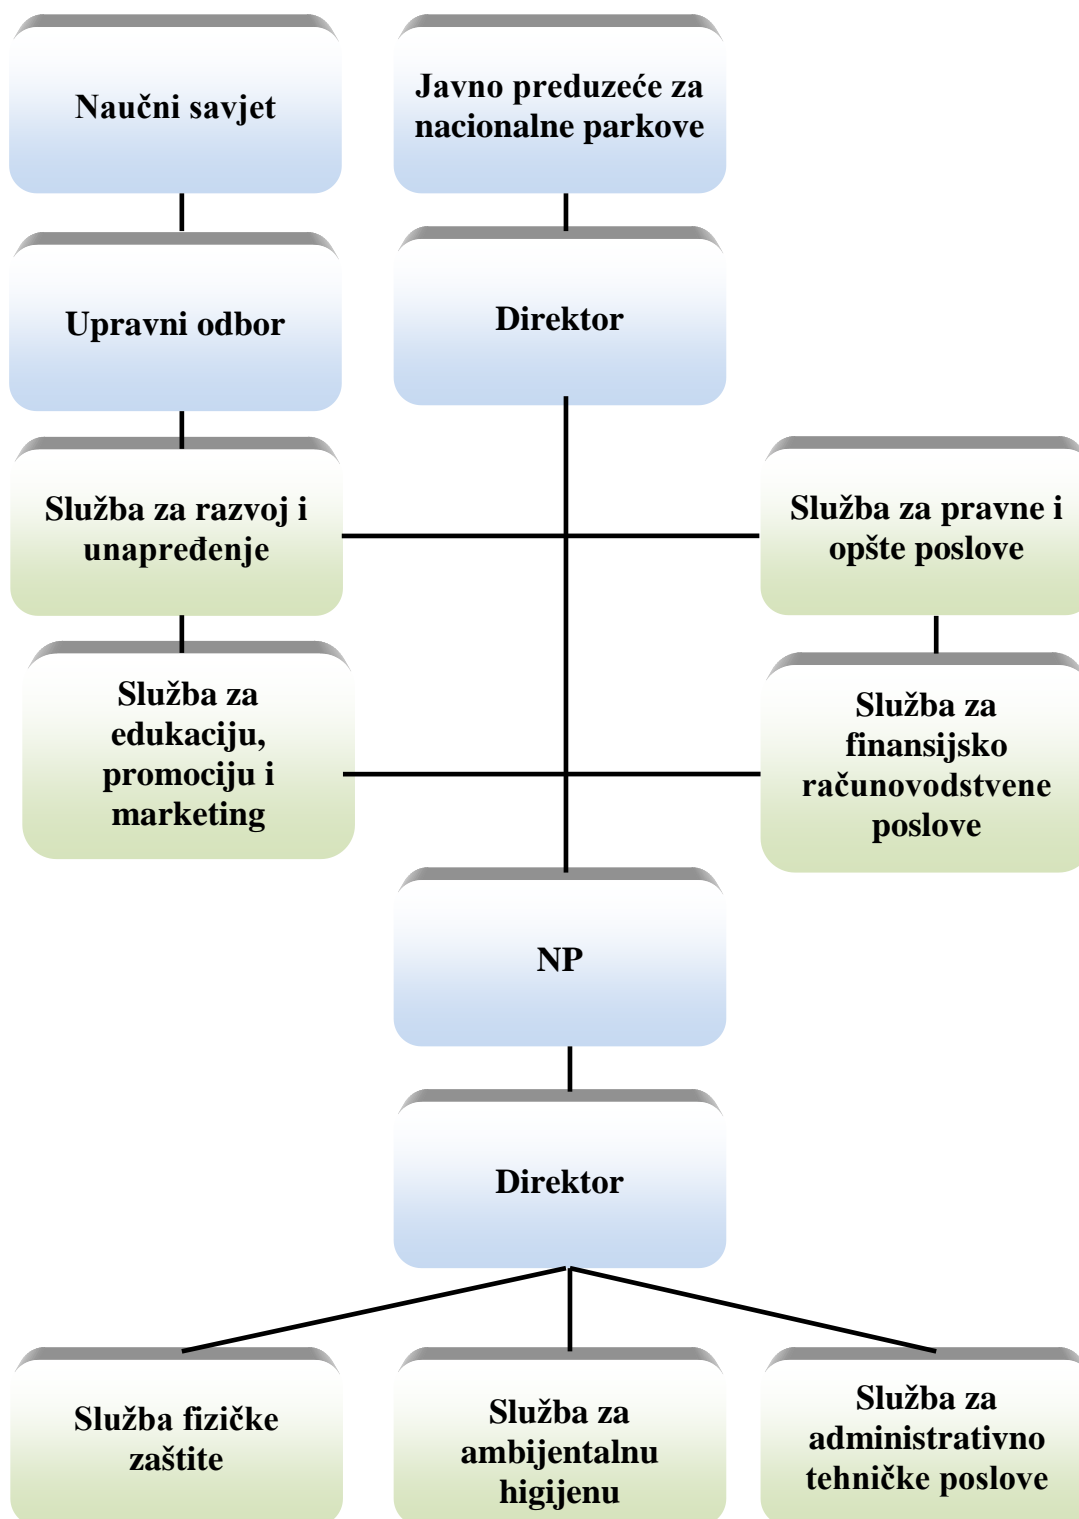 Naučni savjet
Javno preduzeće za
nacionalne parkove
Upravni odbor
Direktor
Služba za razvoj i
unapređenje
Služba za pravne i
opšte poslove
Služba za
edukaciju,
promociju i
marketing
Služba za
finansijsko
računovodstvene
poslove
NP
Direktor
Služba fizičke
zaštite
Služba za
ambijentalnu
higijenu
Služba za
administrativno
tehničke poslove